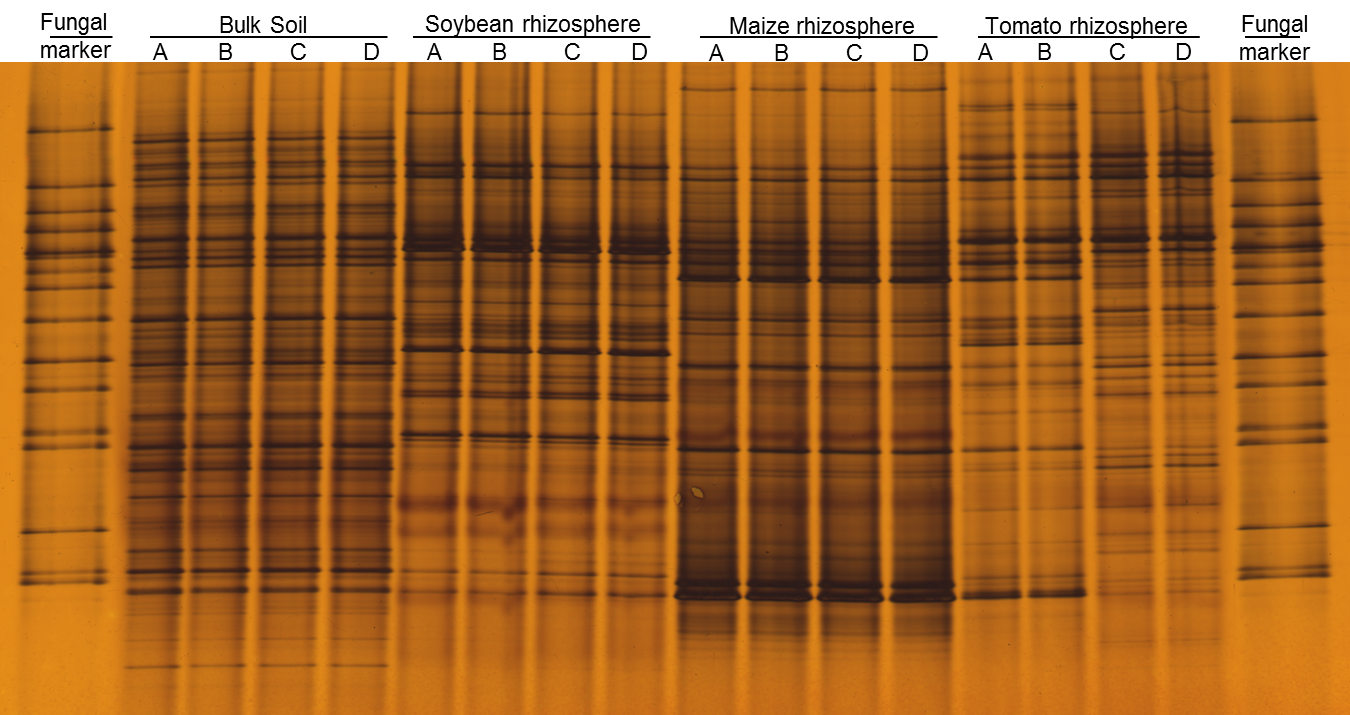 Fungal marker
Bulk Soil
Soybean rhizosphere
Maize rhizosphere
Tomato rhizosphere
Fungal marker
A B C D A B C D A B C D A B C D